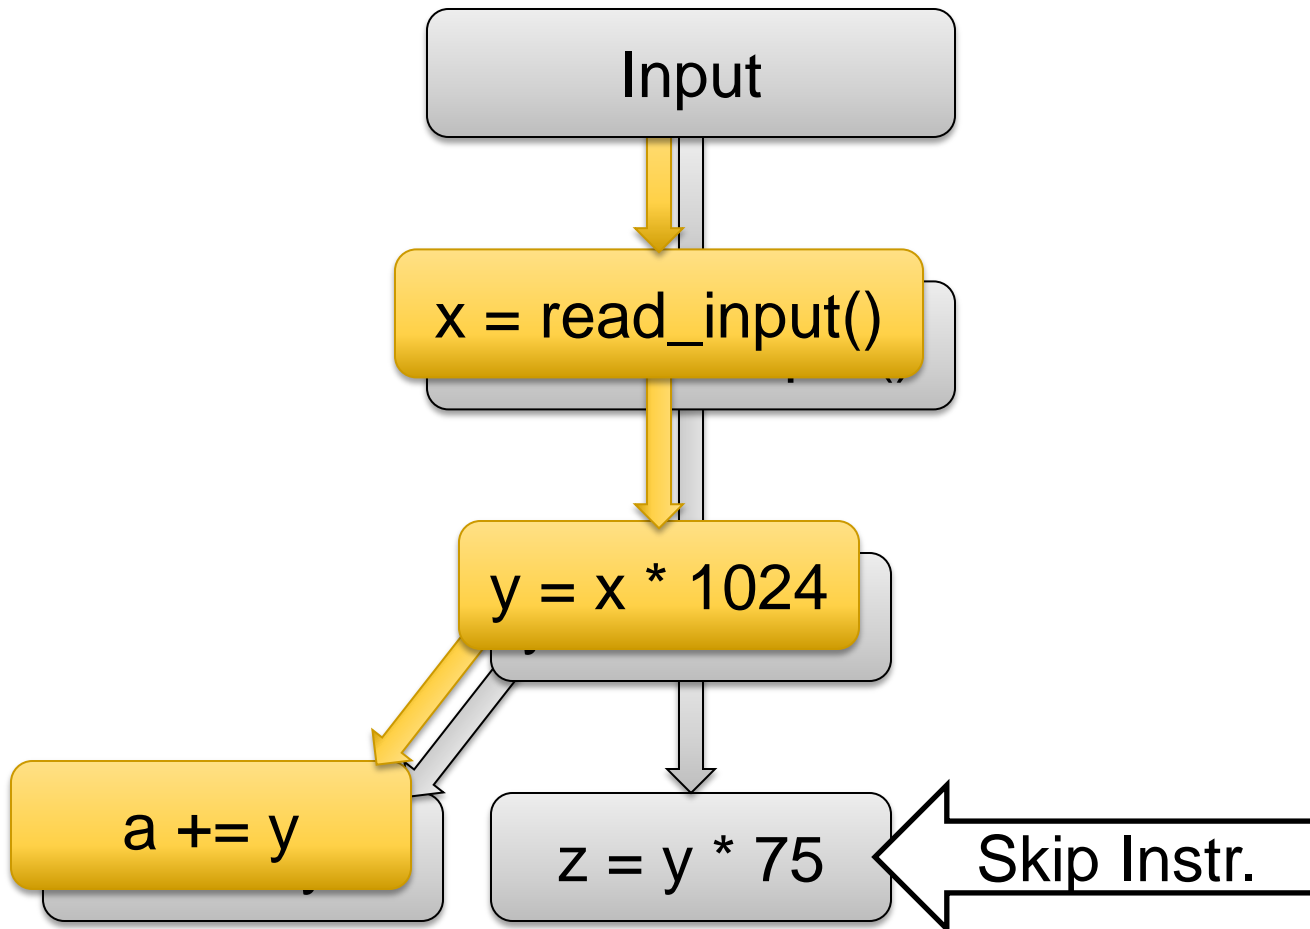 Input
x = read_input()
y = x * 1024
a += y
z = y * 75
Skip Instr.